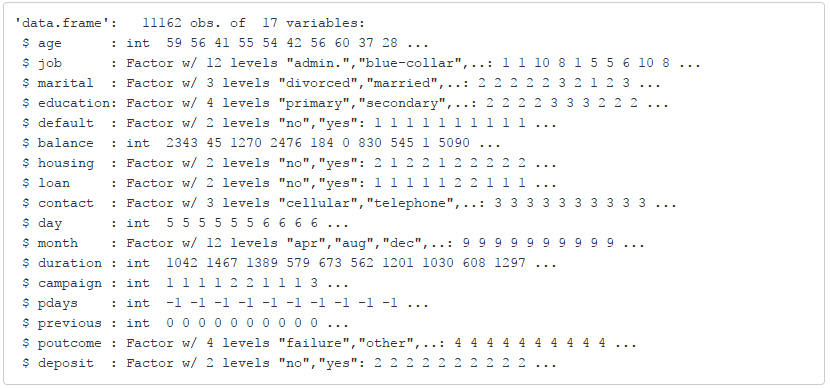 'data.frame':   11162 obs. of  17 variables:
 $ age      : int  59 56 41 55 54 42 56 60 37 28 ...
 $ job      : Factor w/ 12 levels "admin.","blue-collar",..: 1 1 10 8 1 5 5 6 10 8 ...
 $ marital  : Factor w/ 3 levels "divorced","married",..: 2 2 2 2 2 3 2 1 2 3 ...
 $ education: Factor w/ 4 levels "primary","secondary",..: 2 2 2 2 3 3 3 2 2 2 ...
 $ default  : Factor w/ 2 levels "no","yes": 1 1 1 1 1 1 1 1 1 1 ...
 $ balance  : int  2343 45 1270 2476 184 0 830 545 1 5090 ...
 $ housing  : Factor w/ 2 levels "no","yes": 2 1 2 2 1 2 2 2 2 2 ...
 $ loan     : Factor w/ 2 levels "no","yes": 1 1 1 1 1 2 2 1 1 1 ...
 $ contact  : Factor w/ 3 levels "cellular","telephone",..: 3 3 3 3 3 3 3 3 3 3 ...
 $ day      : int  5 5 5 5 5 5 6 6 6 6 ...
 $ month    : Factor w/ 12 levels "apr","aug","dec",..: 9 9 9 9 9 9 9 9 9 9 ...
 $ duration : int  1042 1467 1389 579 673 562 1201 1030 608 1297 ...
 $ campaign : int  1 1 1 1 2 2 1 1 1 3 ...
 $ pdays    : int  -1 -1 -1 -1 -1 -1 -1 -1 -1 -1 ...
 $ previous : int  0 0 0 0 0 0 0 0 0 0 ...
 $ poutcome : Factor w/ 4 levels "failure","other",..: 4 4 4 4 4 4 4 4 4 4 ...
 $ deposit  : Factor w/ 2 levels "no","yes": 2 2 2 2 2 2 2 2 2 2 ...